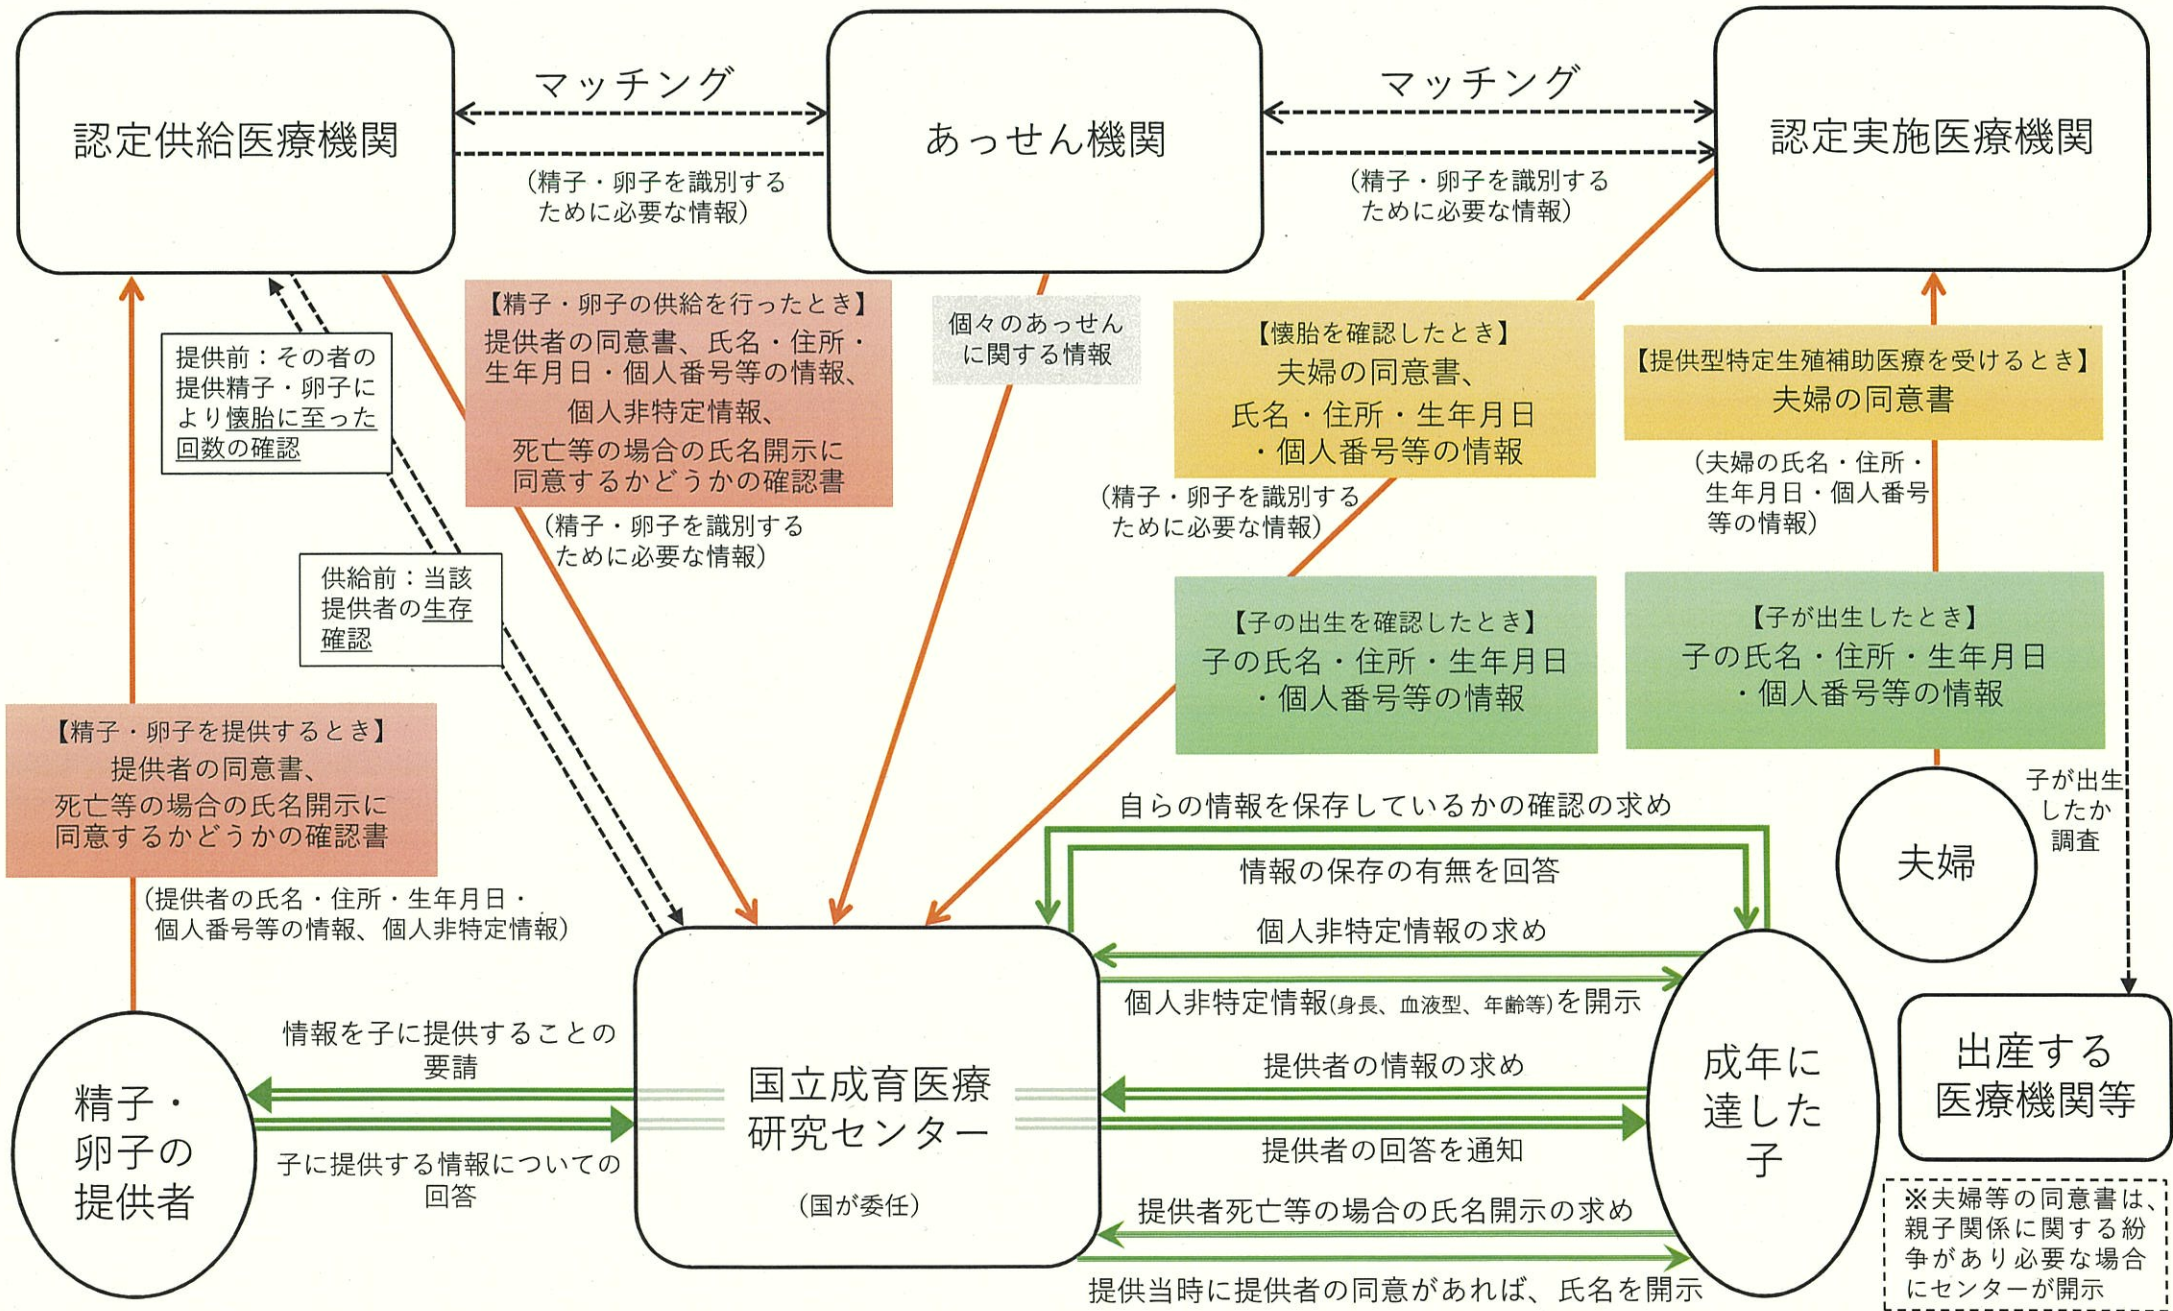 認定供給医療機関
マッチング
(精子・卵子を識別する
ために必要な情報)
あっせん機関
マッチング
(精子・卵子を識別する
ために必要な情報)
認定実施医療機関
提供前：その者の
提供精子・卵子に
より懐胎に至った
回数の確認
供給前：当該
提供者の生存
確認
【精子・卵子の供給を行ったとき】
提供者の同意書、氏名・住所・
生年月日・個人番号等の情報、
個人非特定情報、
死亡等の場合の氏名開示に
同意するかどうかの確認書
(精子・卵子を識別する
ために必要な情報)
個々のあっせん
に関する情報
【懐胎を確認したとき】
夫婦の同意書、
氏名・住所・生年月日
・個人番号等の情報
(精子・卵子を識別する
ために必要な情報)
【提供型特定生殖補助医療を受けるとき】
夫婦の同意書
(夫婦の氏名・住所・
生年月日・個人番号
等の情報)
【子の出生を確認したとき】
子の氏名・住所・生年月日
・個人番号等の情報
【子が出生したとき】
子の氏名・住所・生年月日
・個人番号等の情報
【精子・卵子を提供するとき】
提供者の同意書、
死亡等の場合の氏名開示に
同意するかどうかの確認書
(提供者の氏名・住所・生年月日・
個人番号等の情報、個人非特定情報)
夫婦
子が出生
したか
調査
自らの情報を保存しているかの確認の求め
情報の保存の有無を回答
個人非特定情報の求め
個人非特定情報(身長、血液型、年齢等)を開示
提供者の情報の求め
提供者の回答を通知
提供者死亡等の場合の氏名開示の求め
提供当時に提供者の同意があれば、氏名を開示
精子・
卵子の
提供者
情報を子に提供することの
要請
子に提供する情報についての
回答
国立成育医療
研究センター
(国が委任)
成年に
達した
子
出産する
医療機関等
※夫婦等の同意書は、
親子関係に関する紛
争があり必要な場合
にセンターが開示